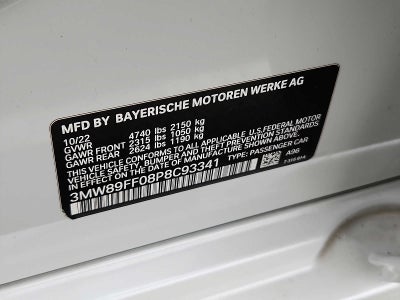 MFD BY BAYERISCHE MOTOREN WERKE AG
10/22
GVWR 4740 lbs 2150 kg
GAWR FRONT 2315 lbs 1050 kg
GAWR REAR 2624 lbs 1190 kg
THIS VEHICLE CONFORMS TO ALL APPLICABLE U.S. FEDERAL MOTOR
VEHICLE SAFETY, BUMPER AND THEFT PREVENTION STANDARDS
IN EFFECT ON THE DATE OF MANUFACTURE SHOWN ABOVE.
3MW89FF08P8C93341
TYPE: PASSENGER CAR
A96